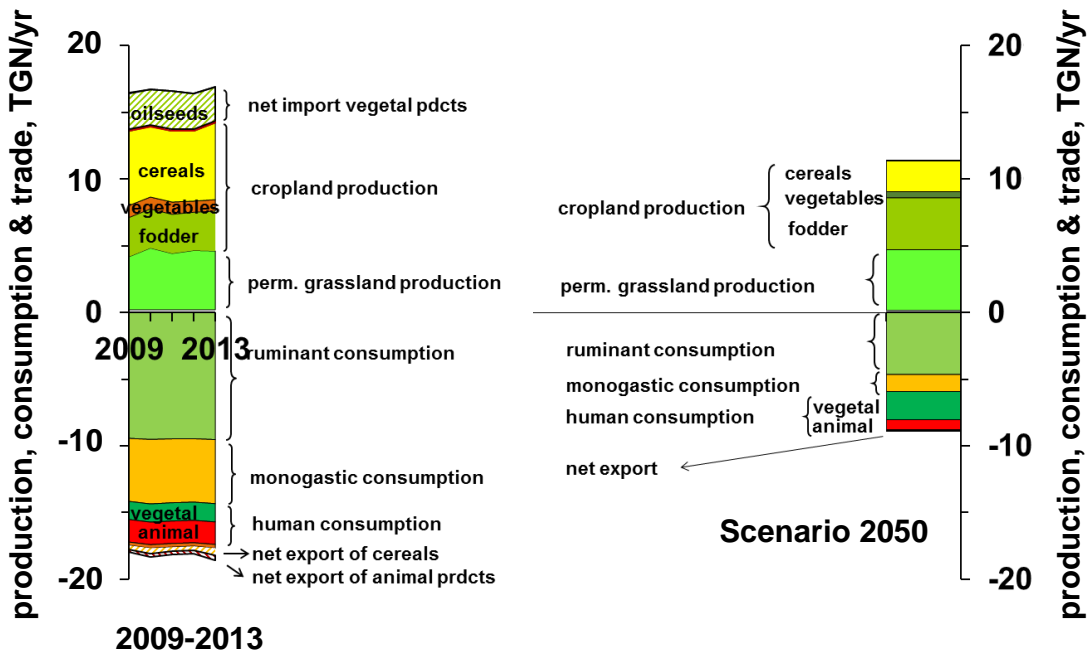 production, consumption & trade, TGN/yr
20
10
0
-10
-20
oilseeds
cereals
vegetables
fodder
2009 2013
vegetal
animal
net import vegetal pdcts
cropland production
perm. grassland production
ruminant consumption
monogastic consumption
human consumption
net export of cereals
net export of animal prdcts
2009-2013
cropland production
cereals
vegetables
fodder
perm. grassland production
ruminant consumption
monogastic consumption
human consumption
vegetal
animal
net export
Scenario 2050
20
10
0
-10
-20
production, consumption & trade, TGN/yr